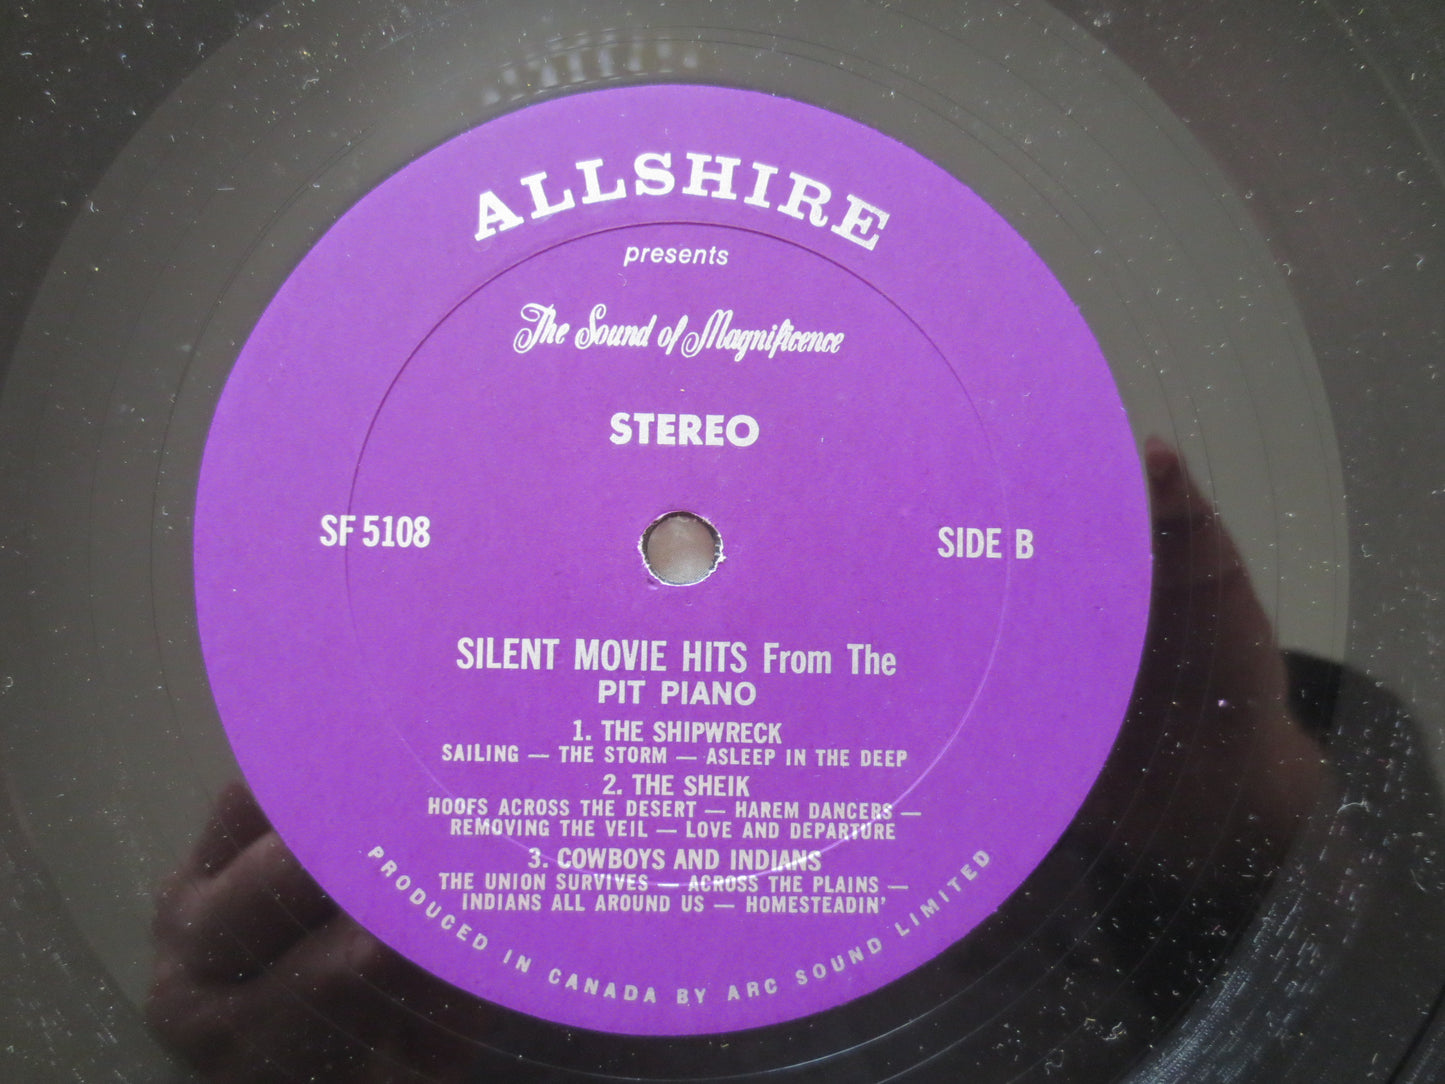 ALLSHIRE
presents
The Sound of Magnificence
STEREO
SF 5108
SIDE B
SILENT MOVIE HITS From The
PIT PIANO
1. THE SHIPWRECK
SAILING — THE STORM — ASLEEP IN THE DEEP
2. THE SHEIK
HOOFS ACROSS THE DESERT — HAREM DANCERS —
REMOVING THE VEIL — LOVE AND DEPARTURE
3. COWBOYS AND INDIANS
THE UNION SURVIVES — ACROSS THE PLAINS —
INDIANS ALL AROUND US — HOMESTEADIN'
PRODUCED IN CANADA BY ARC SOUND LIMITED